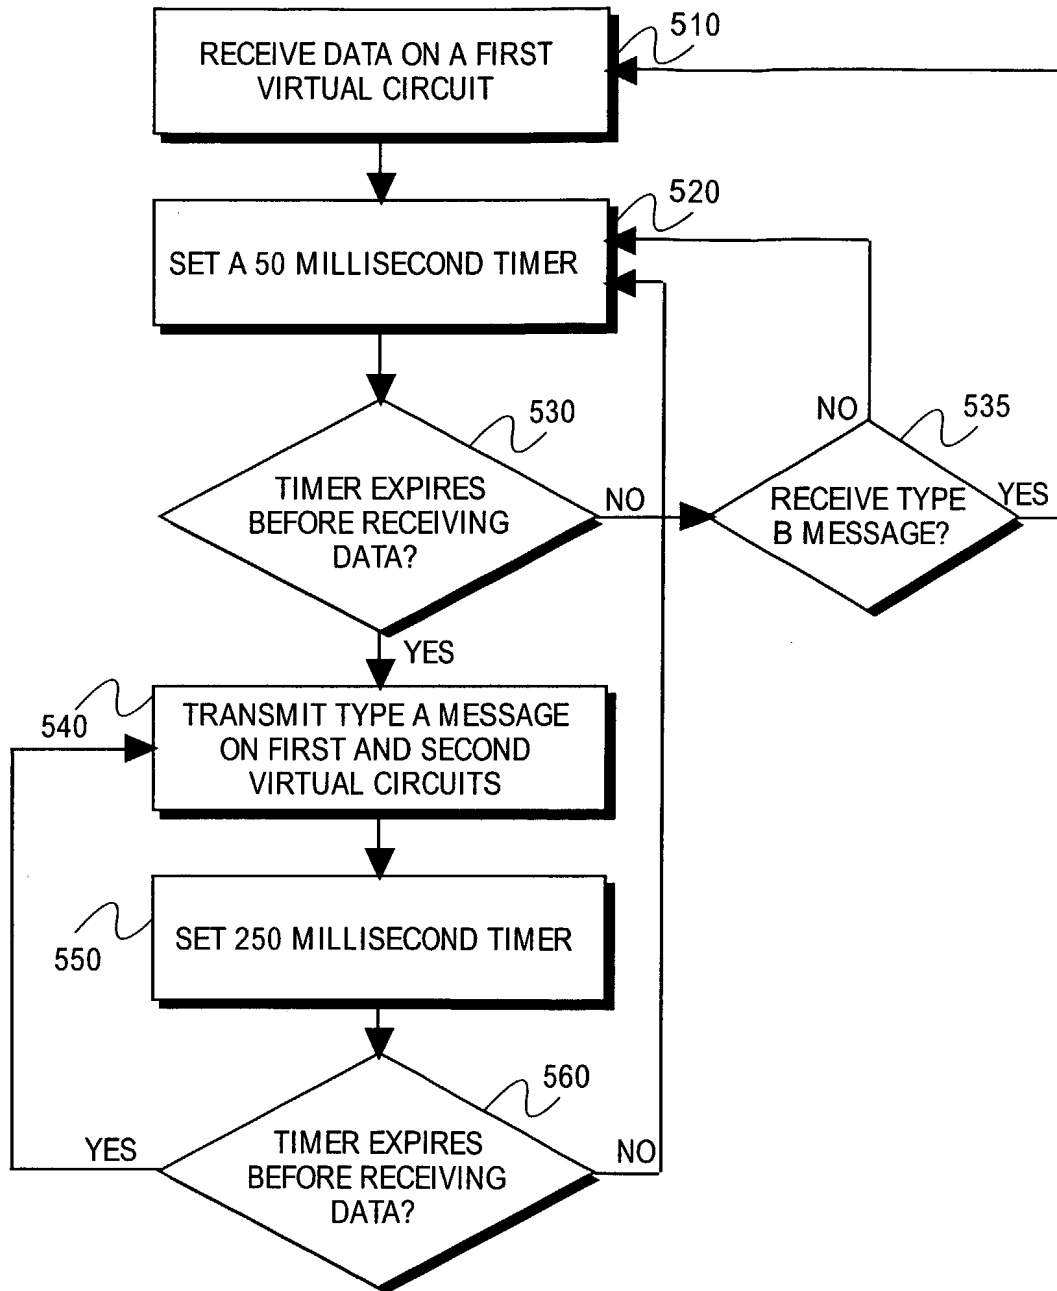 510
RECEIVE DATA ON A FIRST
VIRTUAL CIRCUIT
520
SET A 50 MILLISECOND TIMER
530
TIMER EXPIRES
BEFORE RECEIVING
DATA?
NO
NO
535
RECEIVE TYPE
B MESSAGE?
YES
YES
540
TRANSMIT TYPE A MESSAGE
ON FIRST AND SECOND
VIRTUAL CIRCUITS
550
SET 250 MILLISECOND TIMER
560
TIMER EXPIRES
BEFORE RECEIVING
DATA?
YES
NO